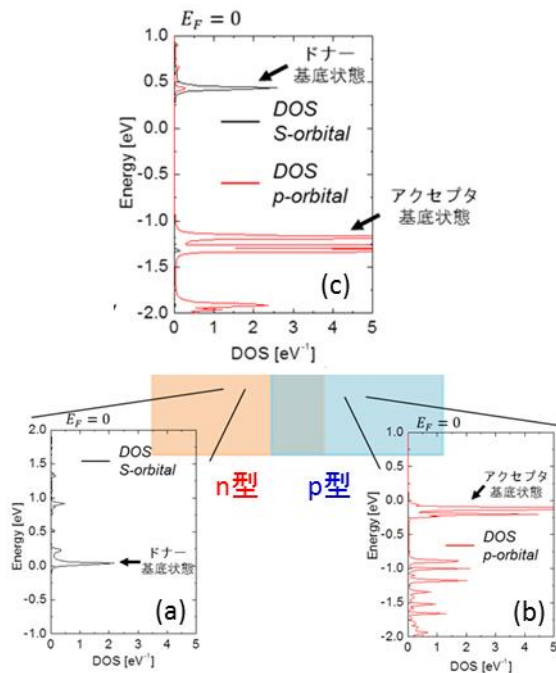 E_F = 0
1.0
0.5
0.0
-0.5
-1.0
-1.5
-2.0
Energy [eV]
ドナー
基底状態
DOS
S-orbital
DOS
p-orbital
アクセプタ
基底状態
(c)
0
1
2
3
4
5
DOS [eV⁻¹]
E_F = 0
2.0
1.5
1.0
0.5
0.0
-0.5
-1.0
Energy [eV]
DOS
S-orbital
ドナー
基底状態
(a)
0
1
2
3
4
5
DOS [eV⁻¹]
n型
p型
E_F = 0
1.0
0.5
0.0
-0.5
-1.0
-1.5
-2.0
Energy [eV]
アクセプタ
基底状態
DOS
p-orbital
(b)
0
1
2
3
4
5
DOS [eV⁻¹]